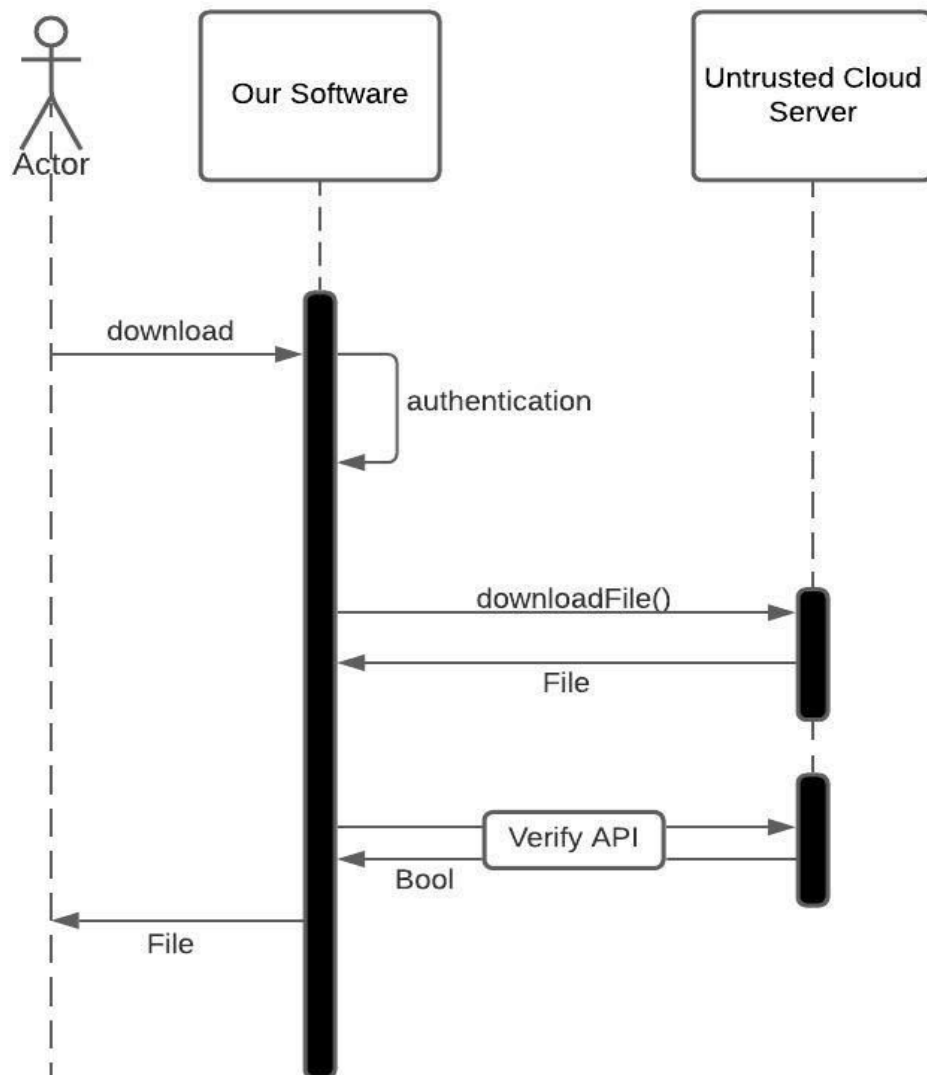 Our Software
Untrusted Cloud
Server
Actor
download
authentication
downloadFile()
File
Verify API
Bool
File